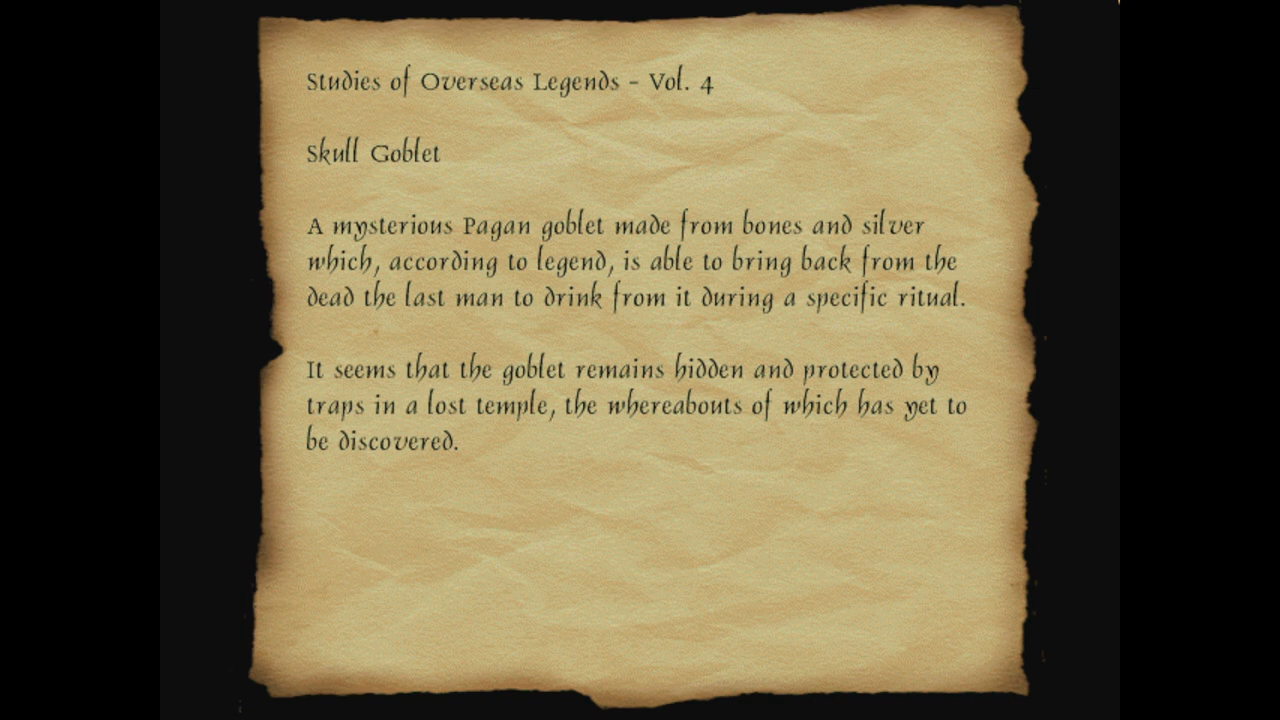 Studies of Overseas Legends - Vol. 4
Skull Goblet
A mysterious Pagan goblet made from bones and silver
which, according to legend, is able to bring back from the
dead the last man to drink from it during a specific ritual.
It seems that the goblet remains hidden and protected by
traps in a lost temple, the whereabouts of which has yet to
be discovered.